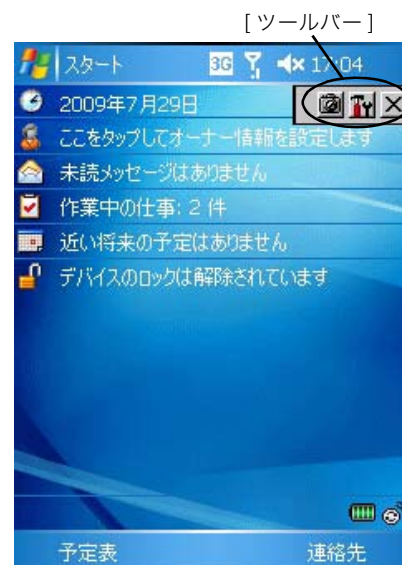 [ ツールバー ]
スタート 3G 17:04
2009年7月29日
ここをタップしてオーナー情報を設定します
未読メッセージはありません
作業中の仕事: 2 件
近い将来の予定はありません
デバイスのロックは解除されています
予定表 連絡先